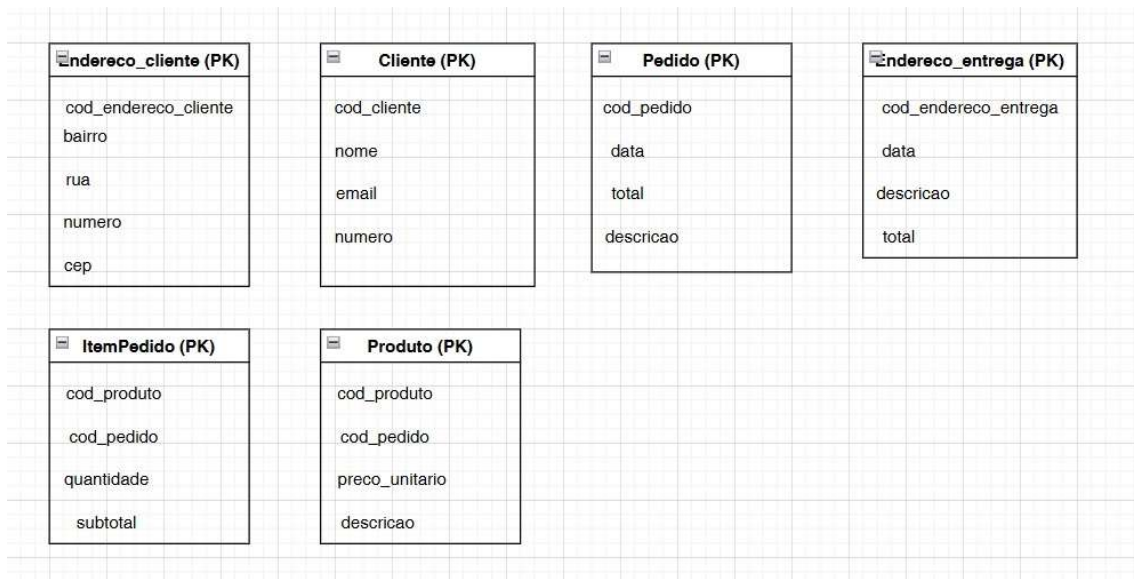 Endereco_cliente (PK)
cod_endereco_cliente
bairro
rua
numero
cep
Cliente (PK)
cod_cliente
nome
email
numero
Pedido (PK)
cod_pedido
data
total
descricao
Endereco_entrega (PK)
cod_endereco_entrega
data
descricao
total
ItemPedido (PK)
cod_produto
cod_pedido
quantidade
subtotal
Produto (PK)
cod_produto
cod_pedido
preco_unitario
descricao